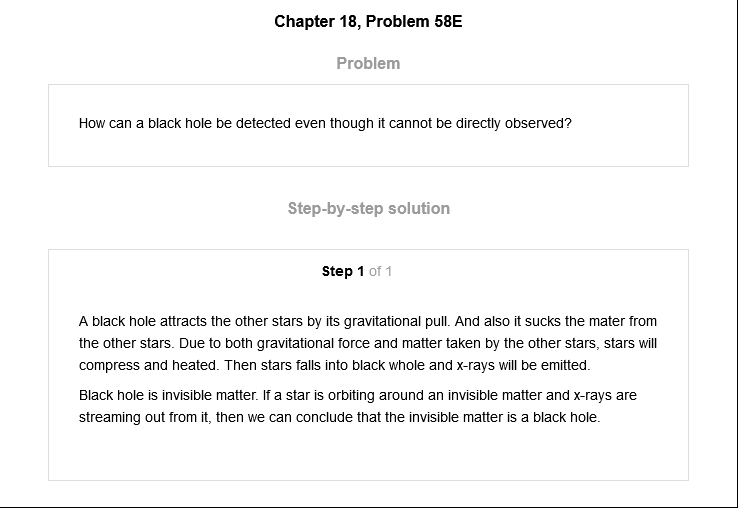 Chapter 18, Problem 58E
Problem
How can a black hole be detected even though it cannot be directly observed?
Step-by-step solution
Step 1 of 1
A black hole attracts the other stars by its gravitational pull. And also it sucks the mater from
the other stars. Due to both gravitational force and matter taken by the other stars, stars will
compress and heated. Then stars falls into black whole and x-rays will be emitted.
Black hole is invisible matter. If a star is orbiting around an invisible matter and x-rays are
streaming out from it, then we can conclude that the invisible matter is a black hole.